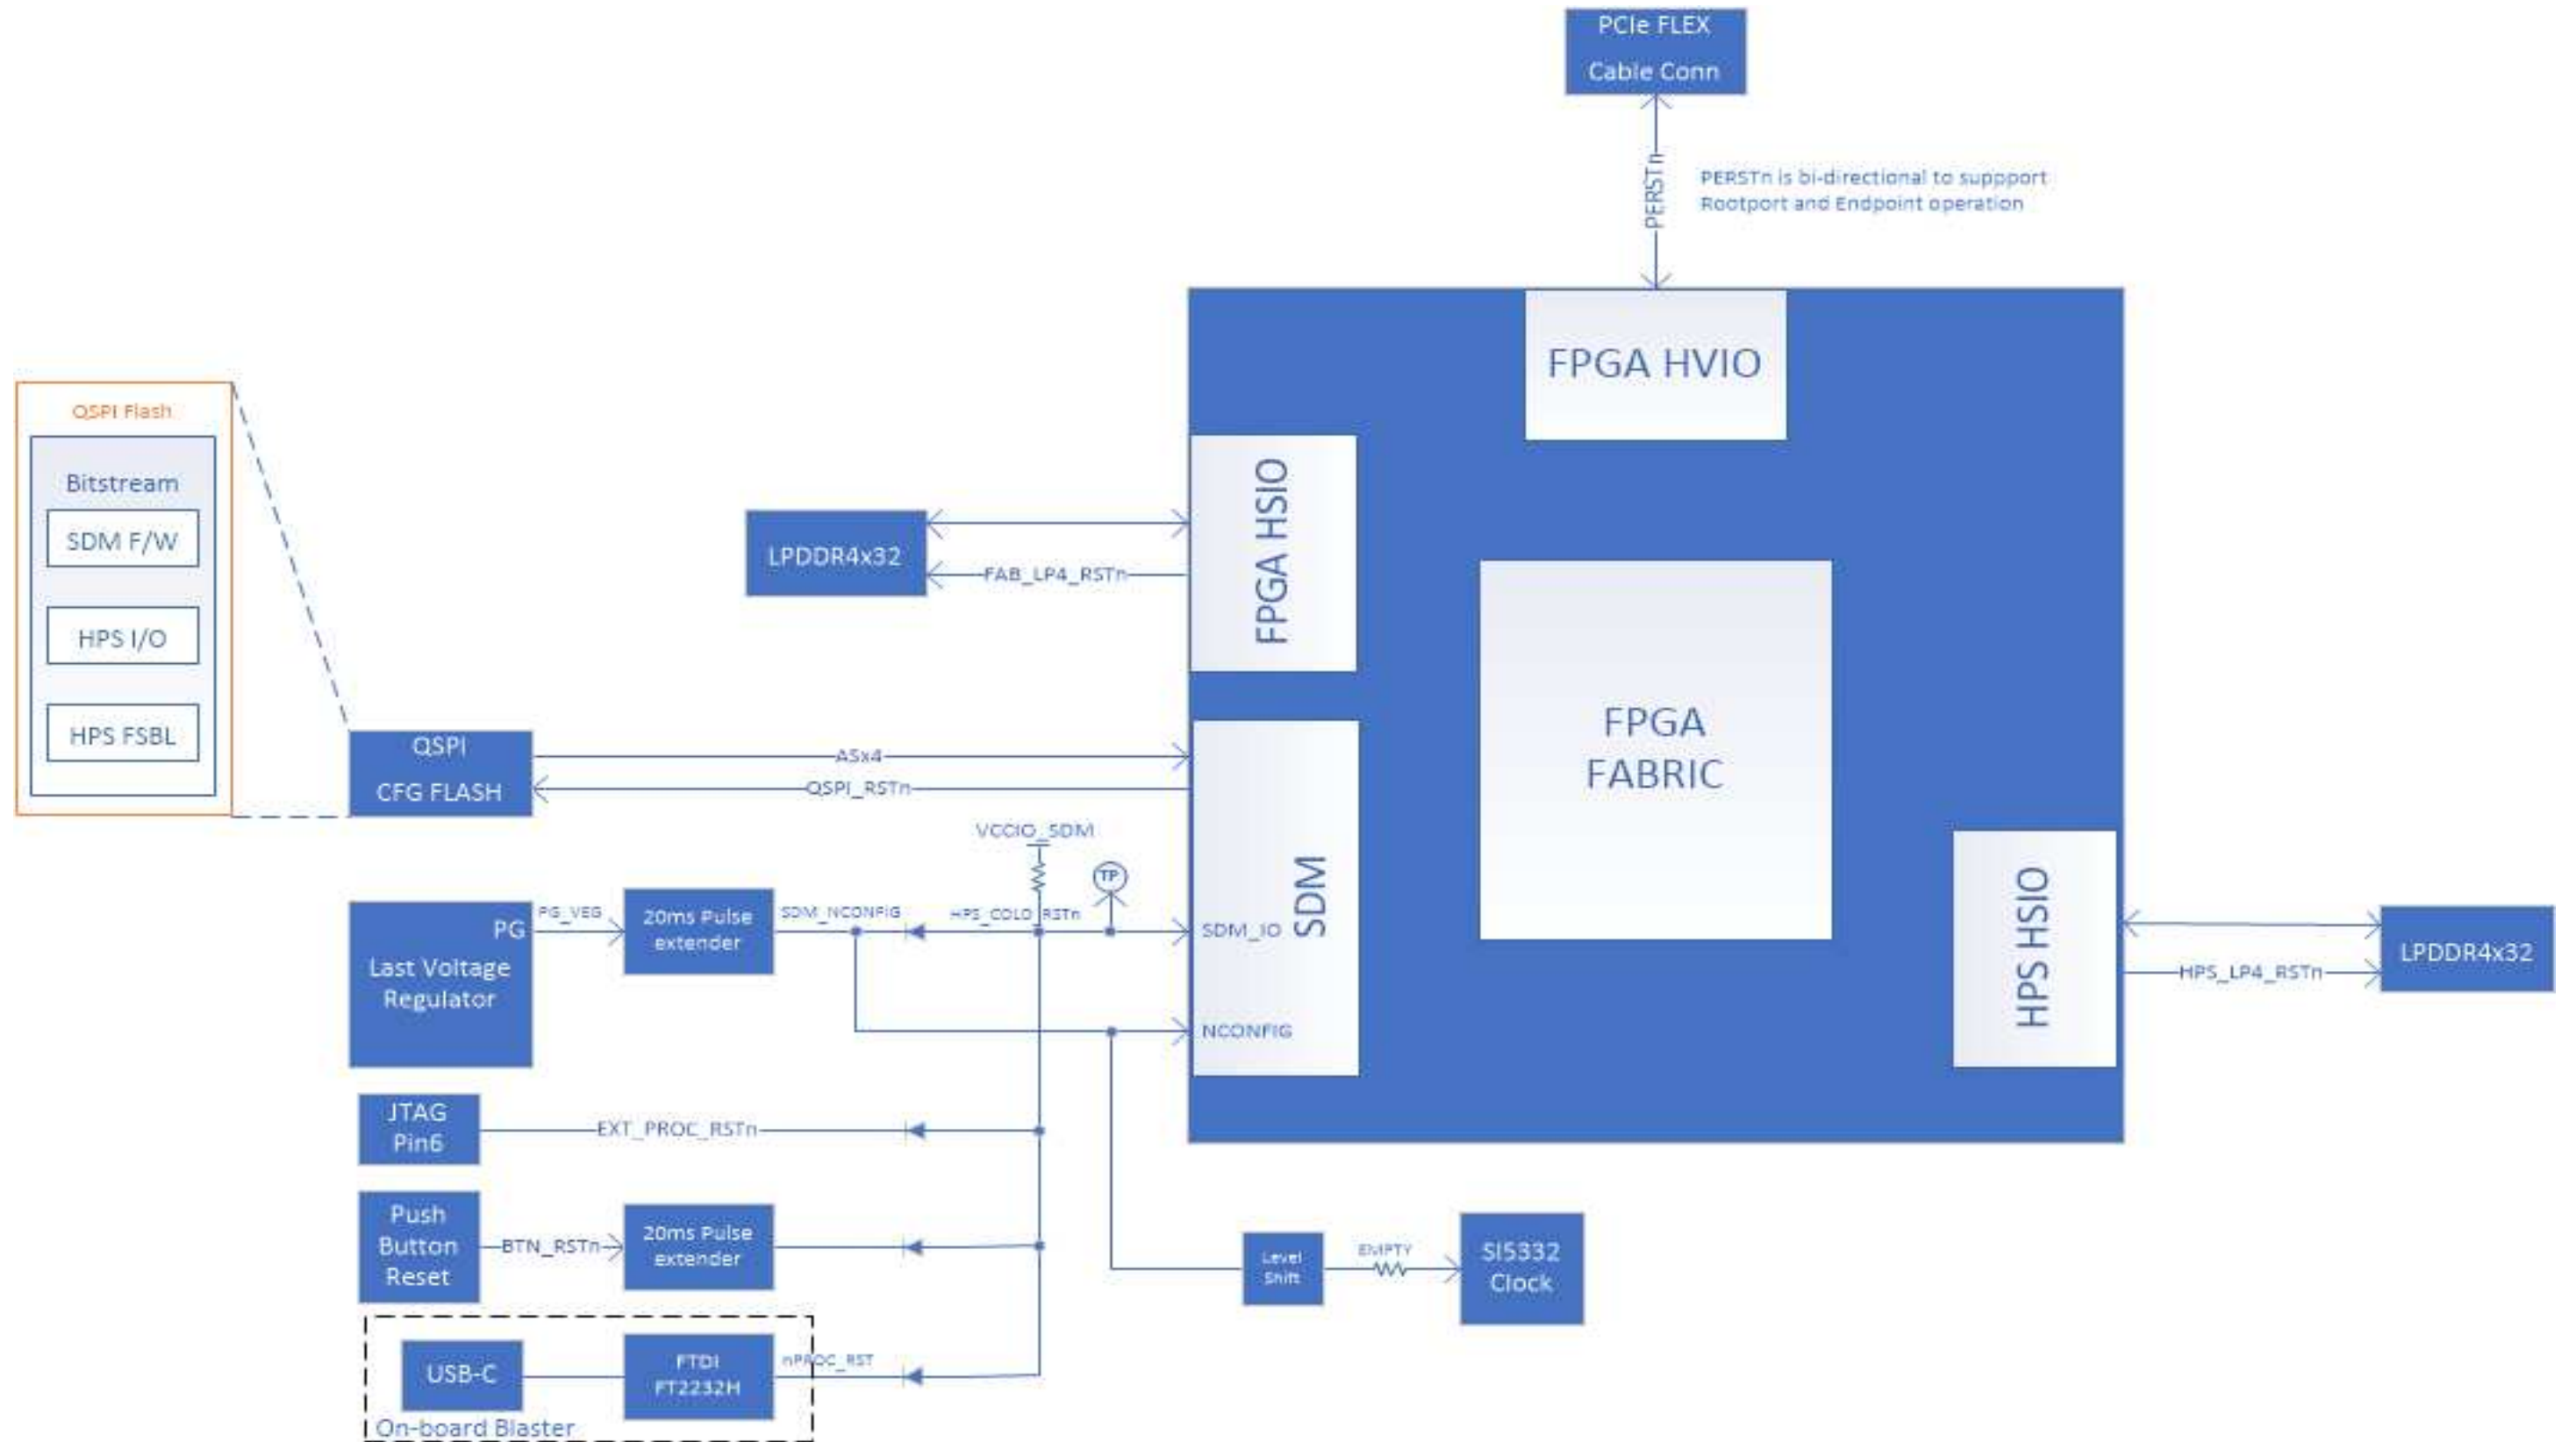 PCIe FLEX
Cable Conn
PERSTn
PERSTn is bi-directional to suppport
Rootport and Endpoint operation
FPGA HVIO
QSPI Flash
Bitstream
SDM F/W
HPS I/O
HPS FSBL
FPGA HSIO
LPDDR4x32
FAB_LP4_RSTn
FPGA
FABRIC
QSPI
CFG FLASH
ASx4
QSPI_RSTn
VCCIO_SDM
TP
SDM
PG
Last Voltage
Regulator
PG_VEG
20ms Pulse
extender
SDM_NCONFIG
HPS_COLD_RSTn
SDM_IO
NCONFIG
HPS HSIO
HPS_LP4_RSTn
LPDDR4x32
JTAG
Pin6
EXT_PROC_RSTn
Push
Button
Reset
BTN_RSTn
20ms Pulse
extender
Level
Shift
EMPTY
SI5332
Clock
USB-C
FTDI
FT2232H
nPROC_RST
On-board Blaster